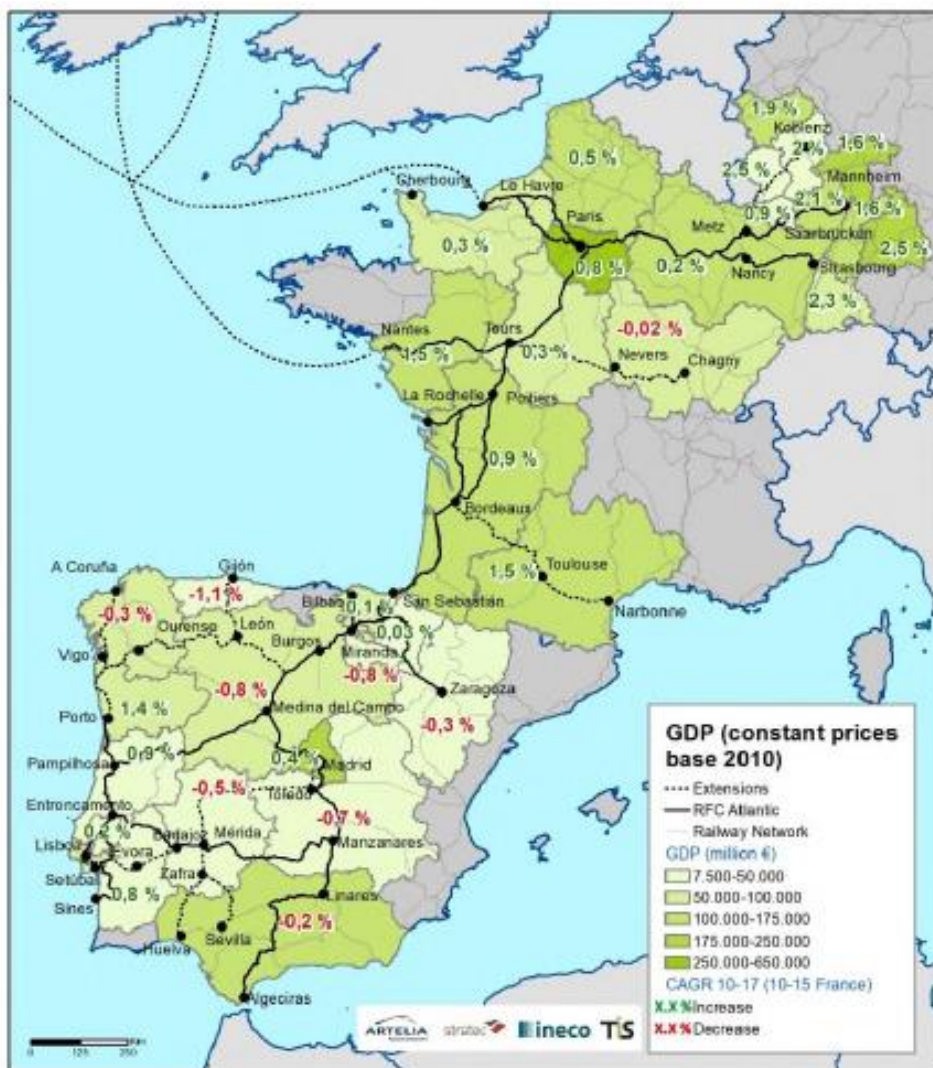 1,9 %
Koblenz
2%
1,6 %
2,5 %
Mannheim
0,5 %
Cherbourg
Le Havre
2,1 %
1,6 %
Paris
Metz
0,9 %
Saarbrücken
2,5 %
0,3 %
0,8 %
0,2 %
Nancy
Strasbourg
2,3 %
Nantes
Tours
-0,02 %
1,5 %
0,3 %
Nevers
Chagny
La Rochelle
Poitiers
0,9 %
Bordeaux
A Coruña
Gijón
1,5 %
Toulouse
-1,1 %
Bilbao
0,1 %
San Sebastián
Narbonne
-0,3 %
Ourense
León
Burgos
0,03 %
Vigo
Miranda
-0,8 %
-0,8 %
Zaragoza
Porto
1,4 %
Medina del Campo
-0,3 %
Pampilhosa
0,9 %
0,4 %
Madrid
-0,5 %
Toledo
Entroncamento
-0,7 %
0,2 %
Badajoz
Mérida
Manzanares
Lisboa
Évora
Setúbal
Zafra
Linares
Sines
0,8 %
-0,2 %
Huelva
Sevilla
Algeciras
GDP (constant prices
base 2010)
Extensions
RFC Atlantic
Railway Network
GDP (million €)
7.500-50.000
50.000-100.000
100.000-175.000
175.000-250.000
250.000-650.000
CAGR 10-17 (10-15 France)
X.X% Increase
X.X% Decrease
ARTELIA stratec ineco TIS
0 125 250